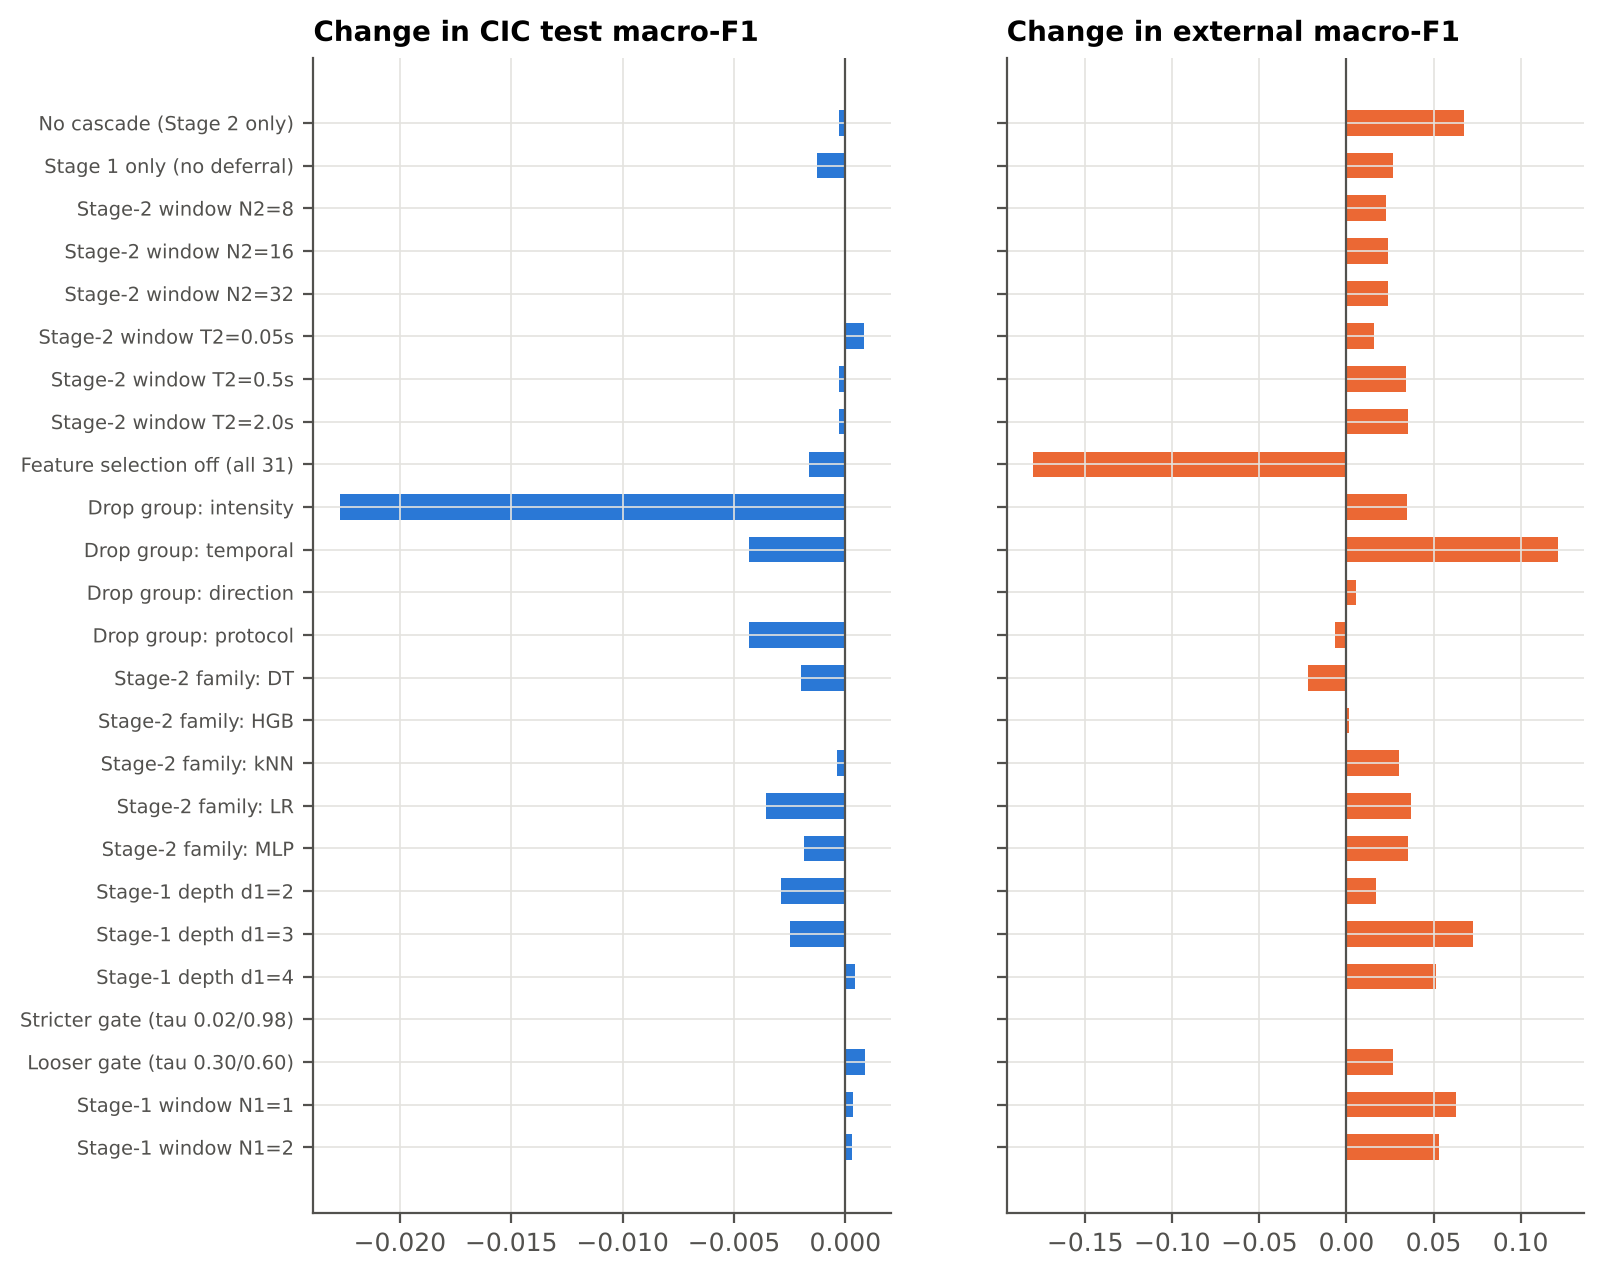 Change in CIC test macro-F1
Change in external macro-F1
No cascade (Stage 2 only)
Stage 1 only (no deferral)
Stage-2 window N2=8
Stage-2 window N2=16
Stage-2 window N2=32
Stage-2 window T2=0.05s
Stage-2 window T2=0.5s
Stage-2 window T2=2.0s
Feature selection off (all 31)
Drop group: intensity
Drop group: temporal
Drop group: direction
Drop group: protocol
Stage-2 family: DT
Stage-2 family: HGB
Stage-2 family: kNN
Stage-2 family: LR
Stage-2 family: MLP
Stage-1 depth d1=2
Stage-1 depth d1=3
Stage-1 depth d1=4
Stricter gate (tau 0.02/0.98)
Looser gate (tau 0.30/0.60)
Stage-1 window N1=1
Stage-1 window N1=2
−0.020 −0.015 −0.010 −0.005 0.000
−0.15 −0.10 −0.05 0.00 0.05 0.10